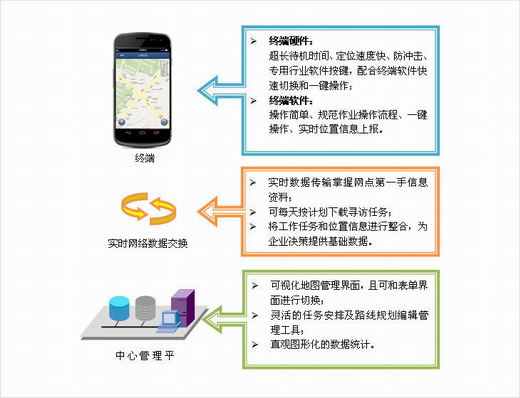 终端硬件：
超长待机时间、定位速度快、防冲击、
专用行业软件按键，配合终端软件快
速切换和一键操作；
终端软件：
操作简单、规范作业操作流程、一键
操作、实时位置信息上报。
终端
实时数据传输掌握网点第一手信息
资料；
可每天按计划下载寻访任务；
将工作任务和位置信息进行整合，为
企业决策提供基础数据。
实时网络数据交换
可视化地图管理界面，且可和表单界
面进行切换；
灵活的任务安排及路线规划编辑管
理工具；
直观图形化的数据统计。
中心管理平